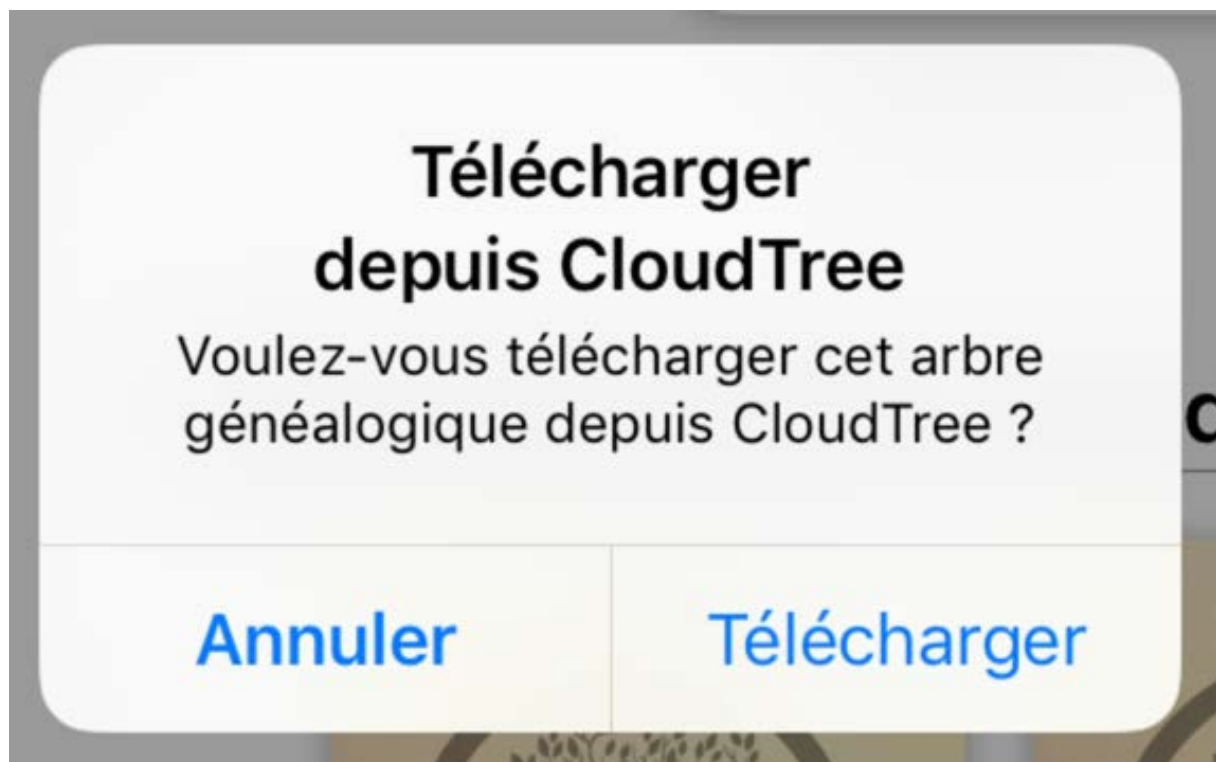 Télécharger
depuis CloudTree
Voulez-vous télécharger cet arbre
généalogique depuis CloudTree ?
Annuler
Télécharger